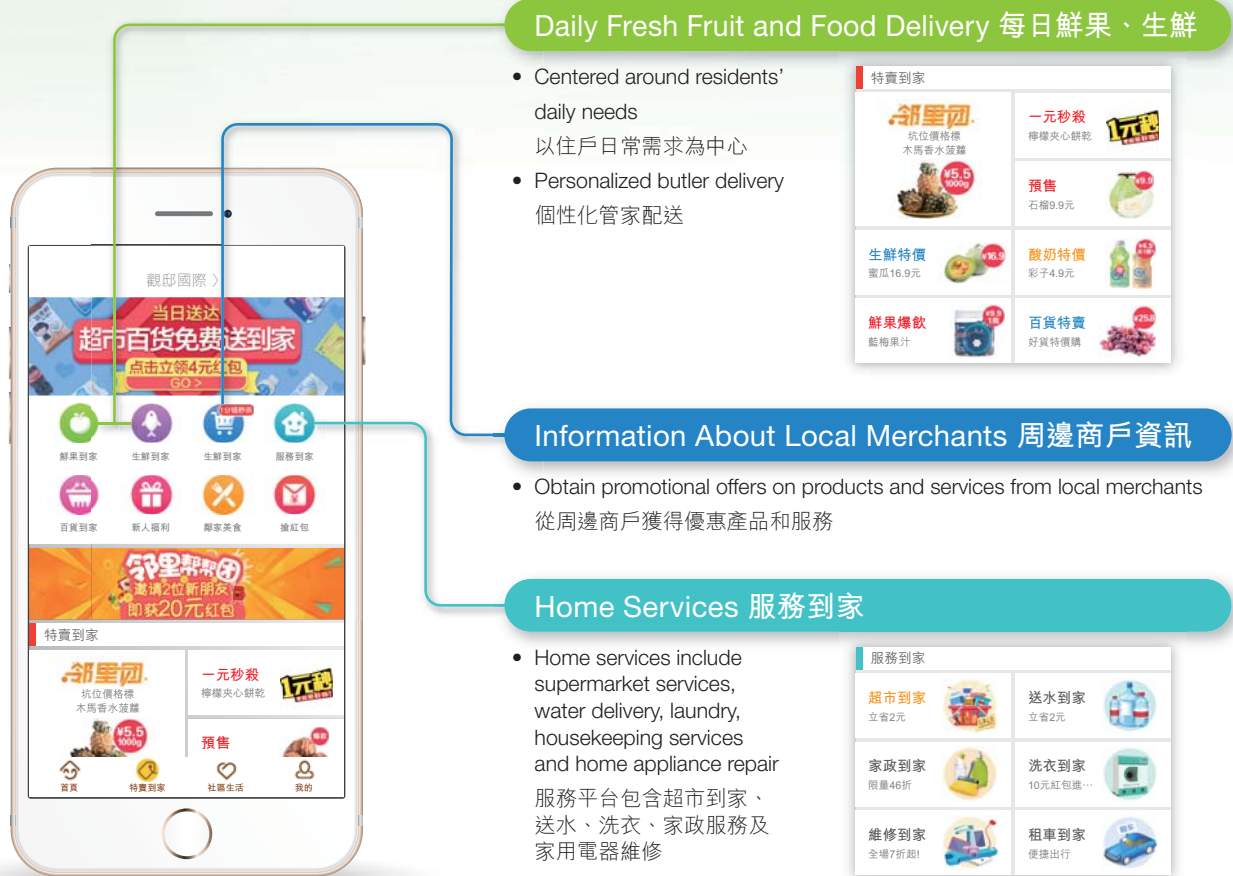 Daily Fresh Fruit and Food Delivery 每日鮮果、生鮮
• Centered around residents'
daily needs
以住戶日常需求為中心
• Personalized butler delivery
個性化管家配送
特賣到家
邻里团.
坑位價格標
木馬香水菠蘿
¥5.5
1000g
一元秒殺
檸檬夾心餅乾
1元秒
預售
石榴9.9元
¥9.9
生鮮特價
蜜瓜16.9元
¥16.9
酸奶特價
彩子4.9元
¥4.9
鮮果爆飲
藍梅果汁
¥9.9
百貨特賣
好貨特價購
¥25.8
觀邸國際 〉
当日送达
超市百货免费送到家
点击立领4元红包
GO >
鮮果到家
生鮮到家
生鮮到家
服務到家
百貨到家
新人福利
鄰家美食
搶紅包
邻里帮帮团
邀请2位新朋友
即获20元红包
特賣到家
邻里团.
坑位價格標
木馬香水菠蘿
¥5.5
1000g
一元秒殺
檸檬夾心餅乾
1元秒
預售
首頁
特賣到家
社區生活
我的
Information About Local Merchants 周邊商戶資訊
• Obtain promotional offers on products and services from local merchants
從周邊商戶獲得優惠產品和服務
Home Services 服務到家
• Home services include
supermarket services,
water delivery, laundry,
housekeeping services
and home appliance repair
服務平台包含超市到家、
送水、洗衣、家政服務及
家用電器維修
服務到家
超市到家
立省2元
送水到家
立省2元
家政到家
限量46折
洗衣到家
10元紅包進…
維修到家
全場7折起!
租車到家
便捷出行